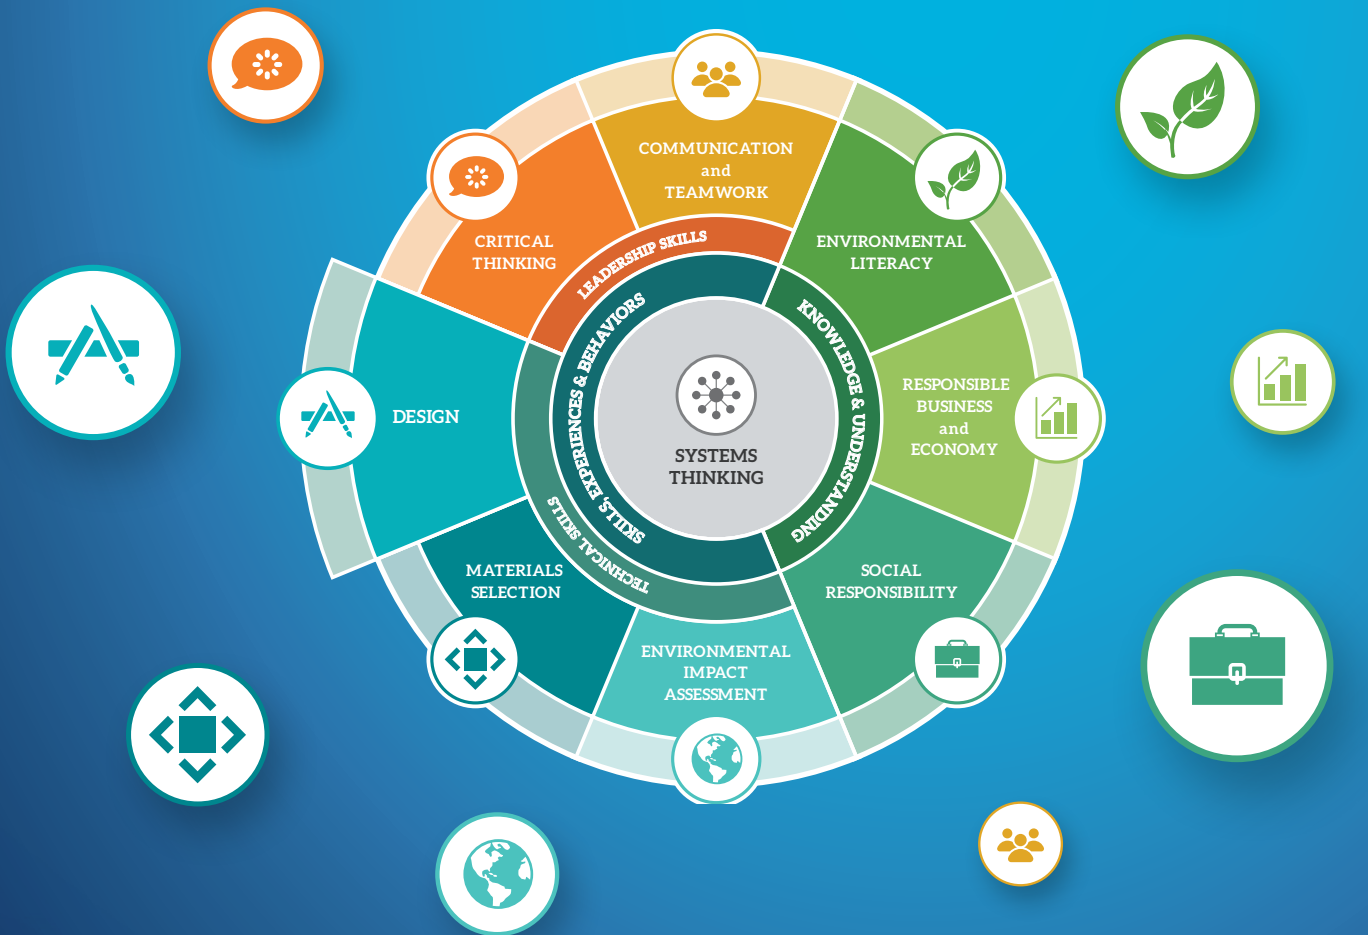 COMMUNICATION
and
TEAMWORK
CRITICAL
THINKING
LEADERSHIP SKILLS
ENVIRONMENTAL
LITERACY
SKILLS, EXPERIENCES & BEHAVIORS
KNOWLEDGE & UNDERSTANDING
RESPONSIBLE
BUSINESS
and
ECONOMY
DESIGN
SYSTEMS
THINKING
TECHNICAL SKILLS
MATERIALS
SELECTION
SOCIAL
RESPONSIBILITY
ENVIRONMENTAL
IMPACT
ASSESSMENT